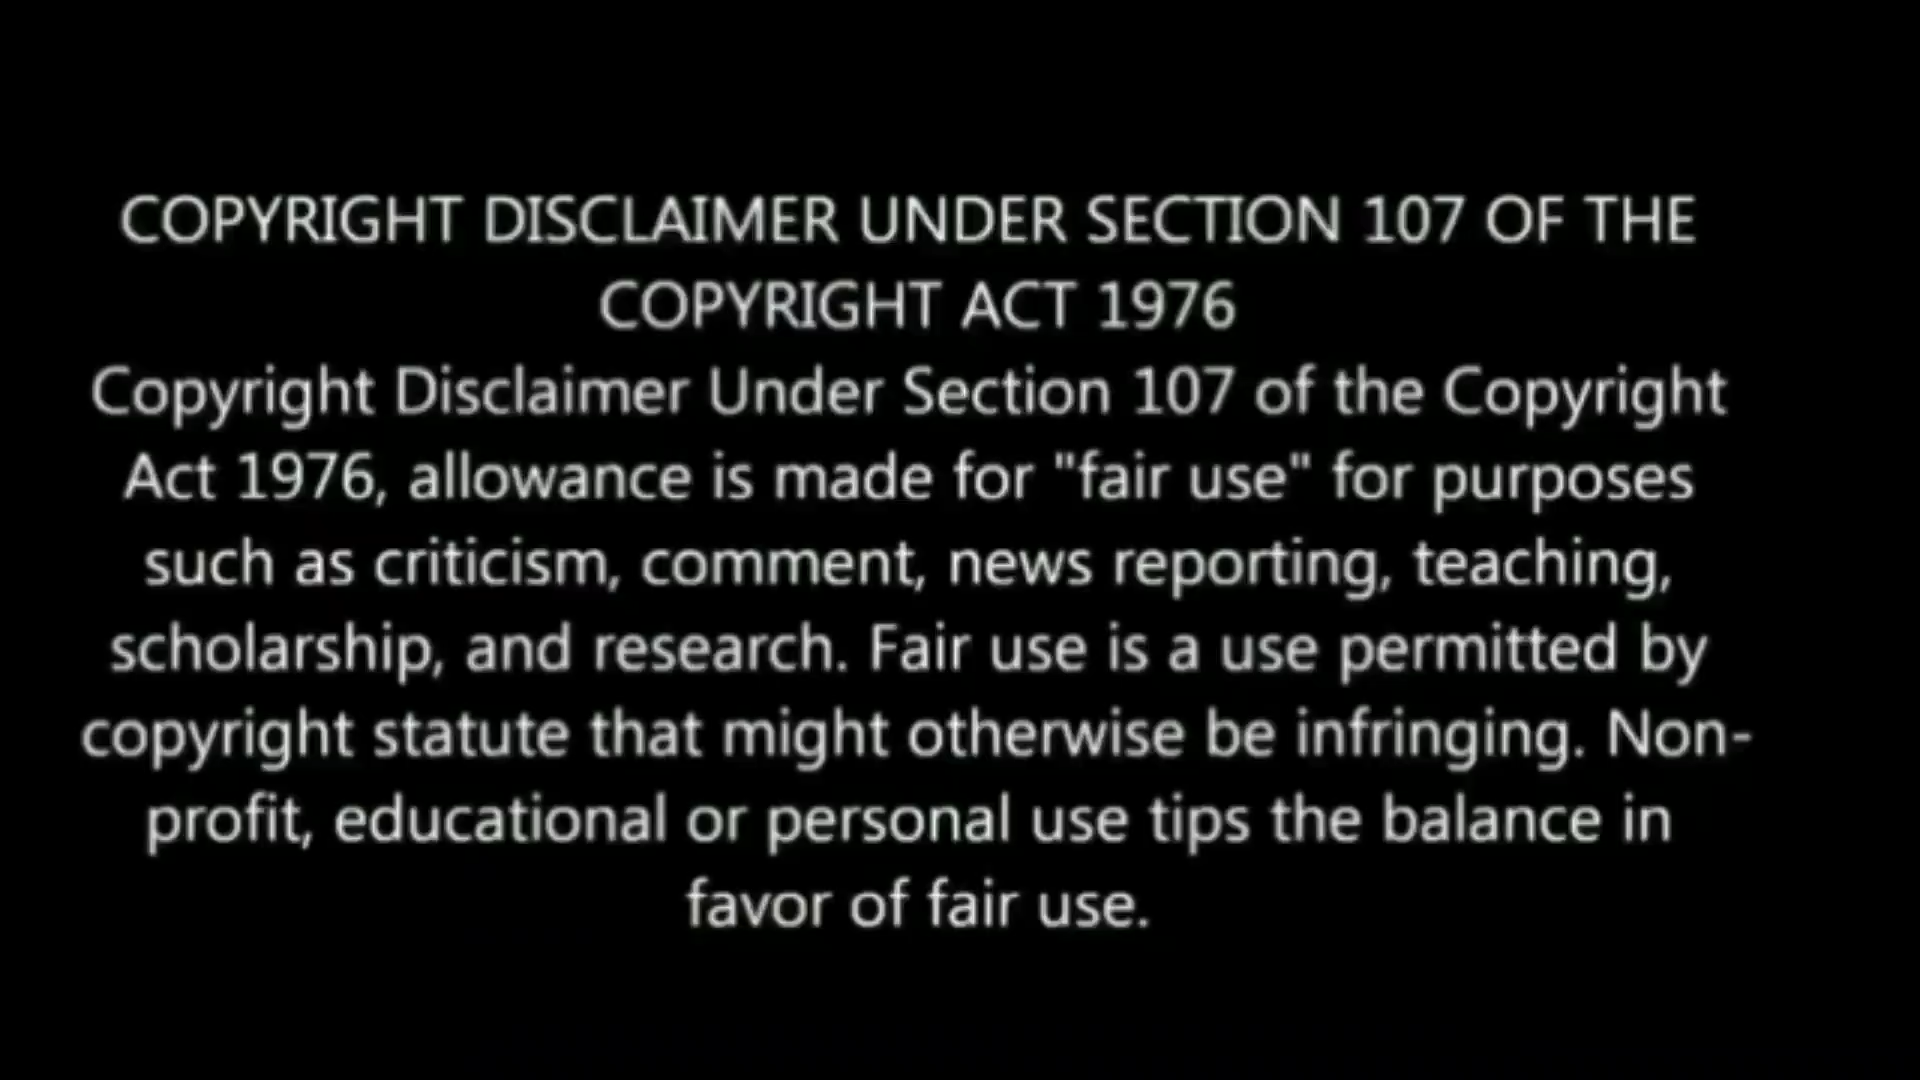 COPYRIGHT DISCLAIMER UNDER SECTION 107 OF THE
COPYRIGHT ACT 1976
Copyright Disclaimer Under Section 107 of the Copyright
Act 1976, allowance is made for "fair use" for purposes
such as criticism, comment, news reporting, teaching,
scholarship, and research. Fair use is a use permitted by
copyright statute that might otherwise be infringing. Non-
profit, educational or personal use tips the balance in
favor of fair use.